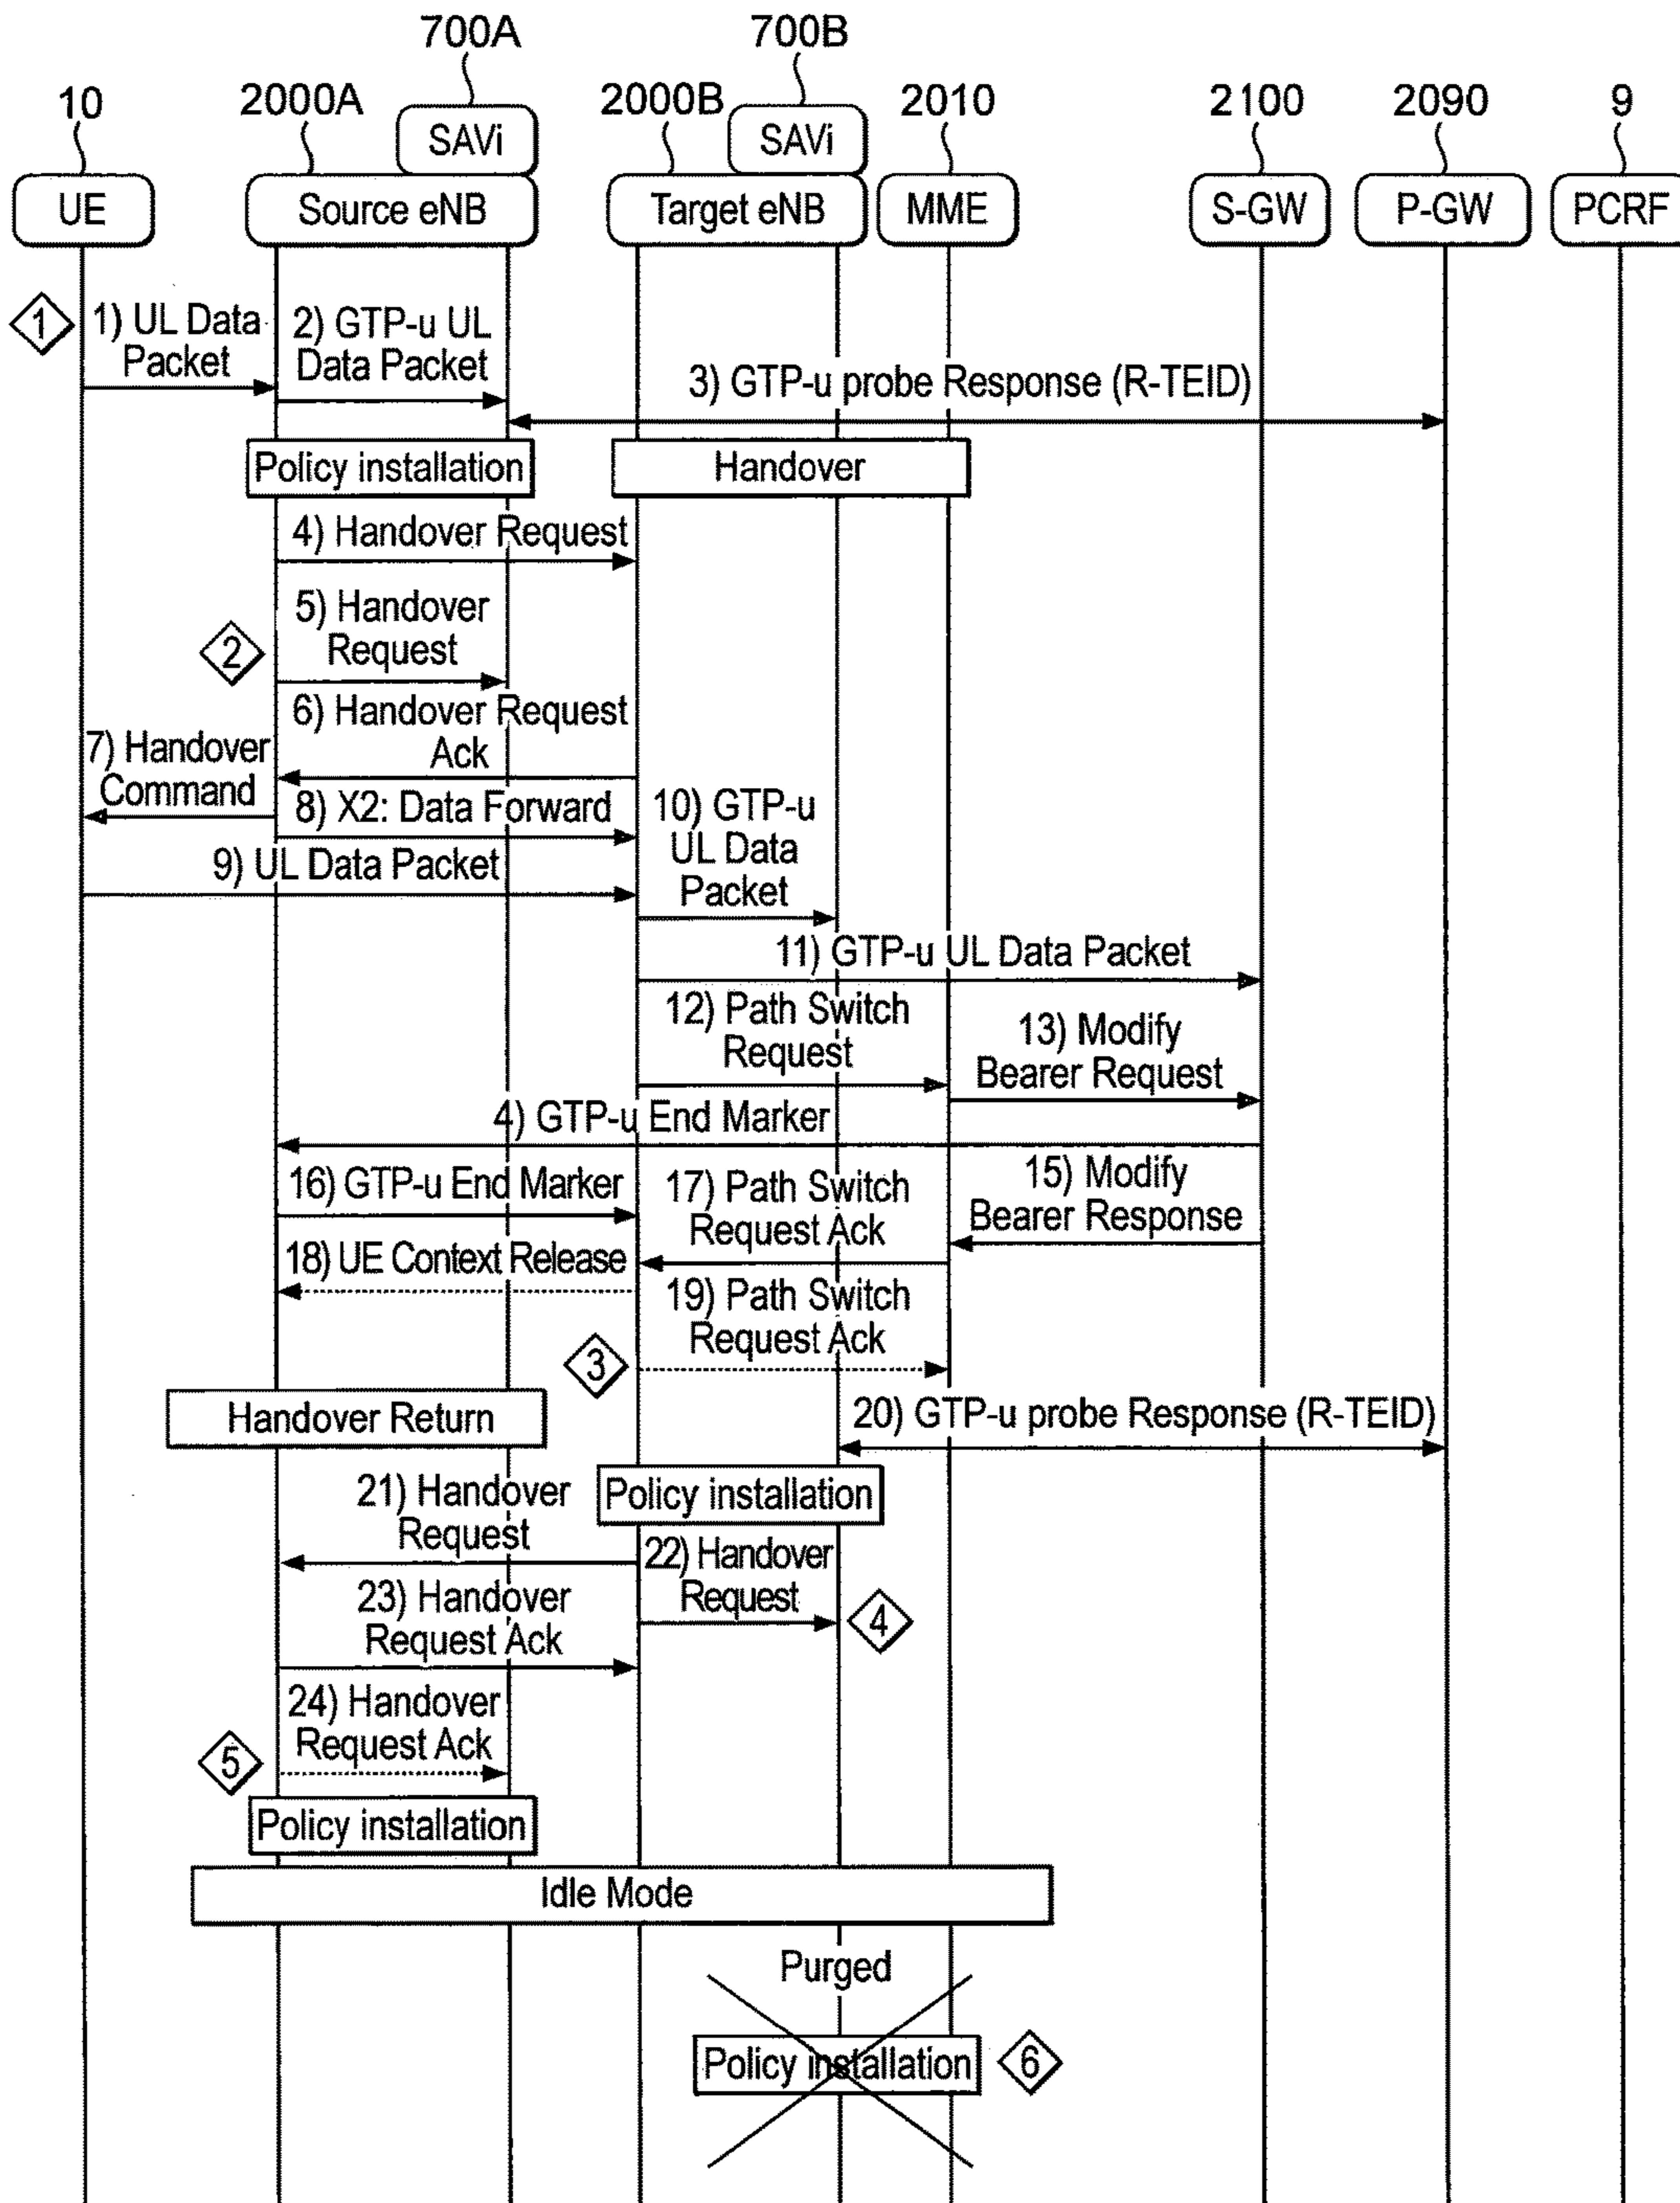 700A
700B
10
2000A
2000B
2010
2100
2090
9
SAVi
SAVi
UE
Source eNB
Target eNB
MME
S-GW
P-GW
PCRF
1
1) UL Data
Packet
2) GTP-u UL
Data Packet
3) GTP-u probe Response (R-TEID)
Policy installation
Handover
4) Handover Request
5) Handover
Request
2
6) Handover Request
Ack
7) Handover
Command
8) X2: Data Forward
9) UL Data Packet
10) GTP-u
UL Data
Packet
11) GTP-u UL Data Packet
12) Path Switch
Request
13) Modify
Bearer Request
4) GTP-u End Marker
15) Modify
Bearer Response
16) GTP-u End Marker
17) Path Switch
Request Ack
18) UE Context Release
19) Path Switch
Request Ack
3
Handover Return
20) GTP-u probe Response (R-TEID)
Policy installation
21) Handover
Request
22) Handover
Request
4
23) Handover
Request Ack
24) Handover
Request Ack
5
Policy installation
Idle Mode
Purged
Policy installation
6